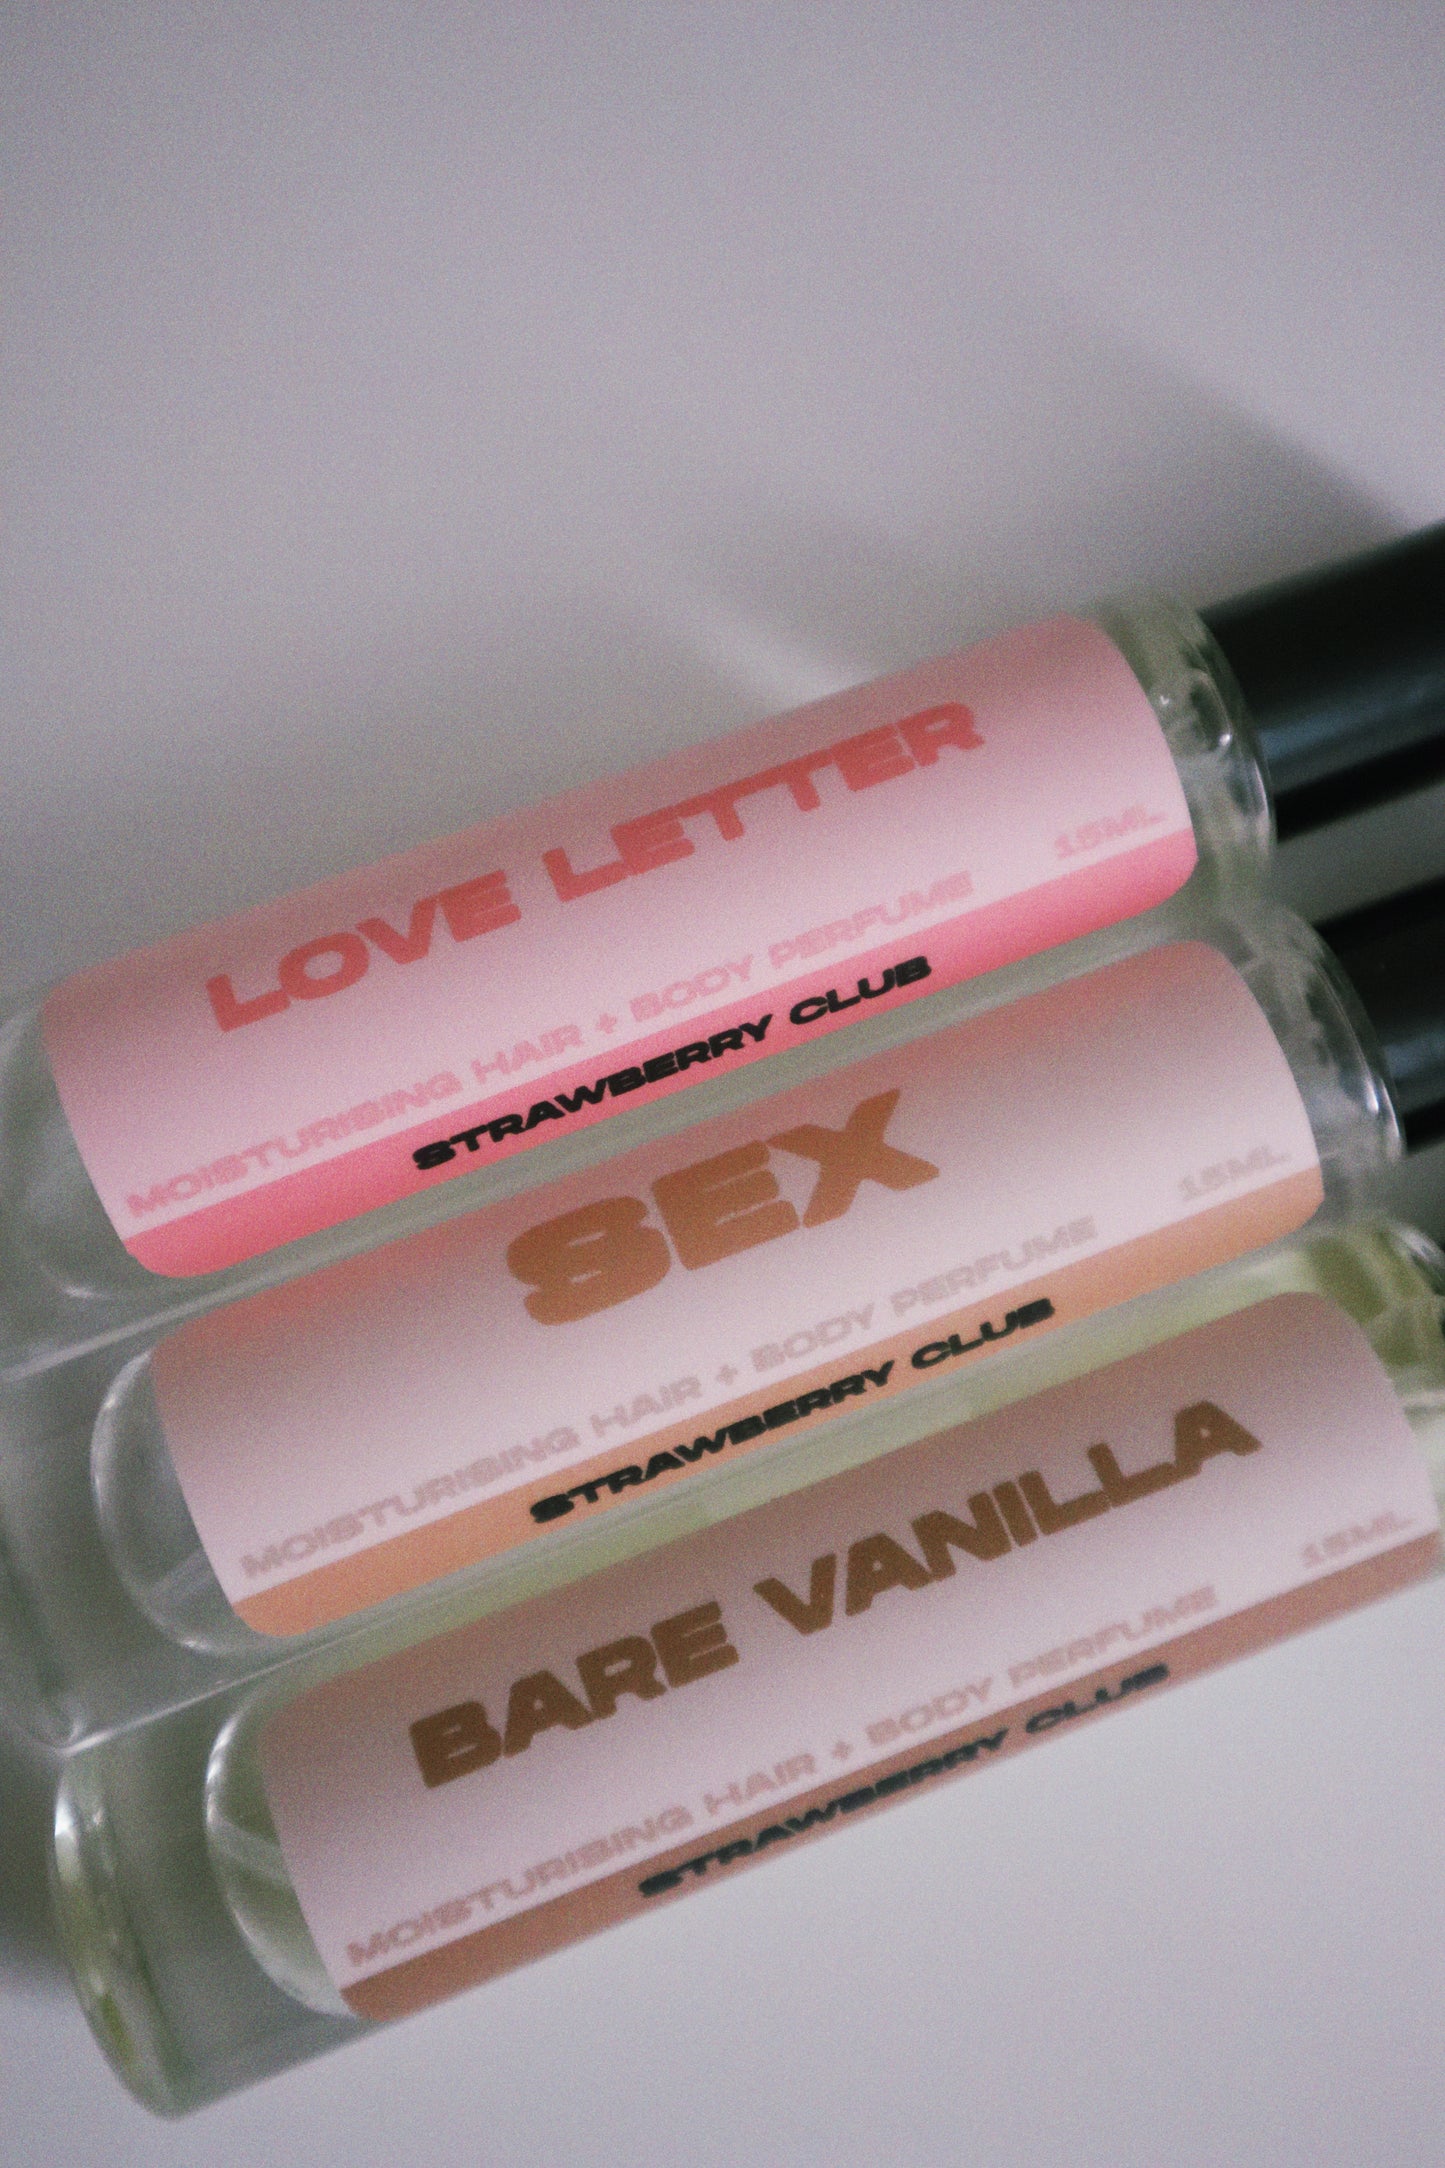 LOVE LETTER
15ML
MOISTURISING HAIR + BODY PERFUME
STRAWBERRY CLUB
SEX
15ML
MOISTURISING HAIR + BODY PERFUME
STRAWBERRY CLUB
BARE VANILLA
15ML
MOISTURISING HAIR + BODY PERFUME
STRAWBERRY CLUB